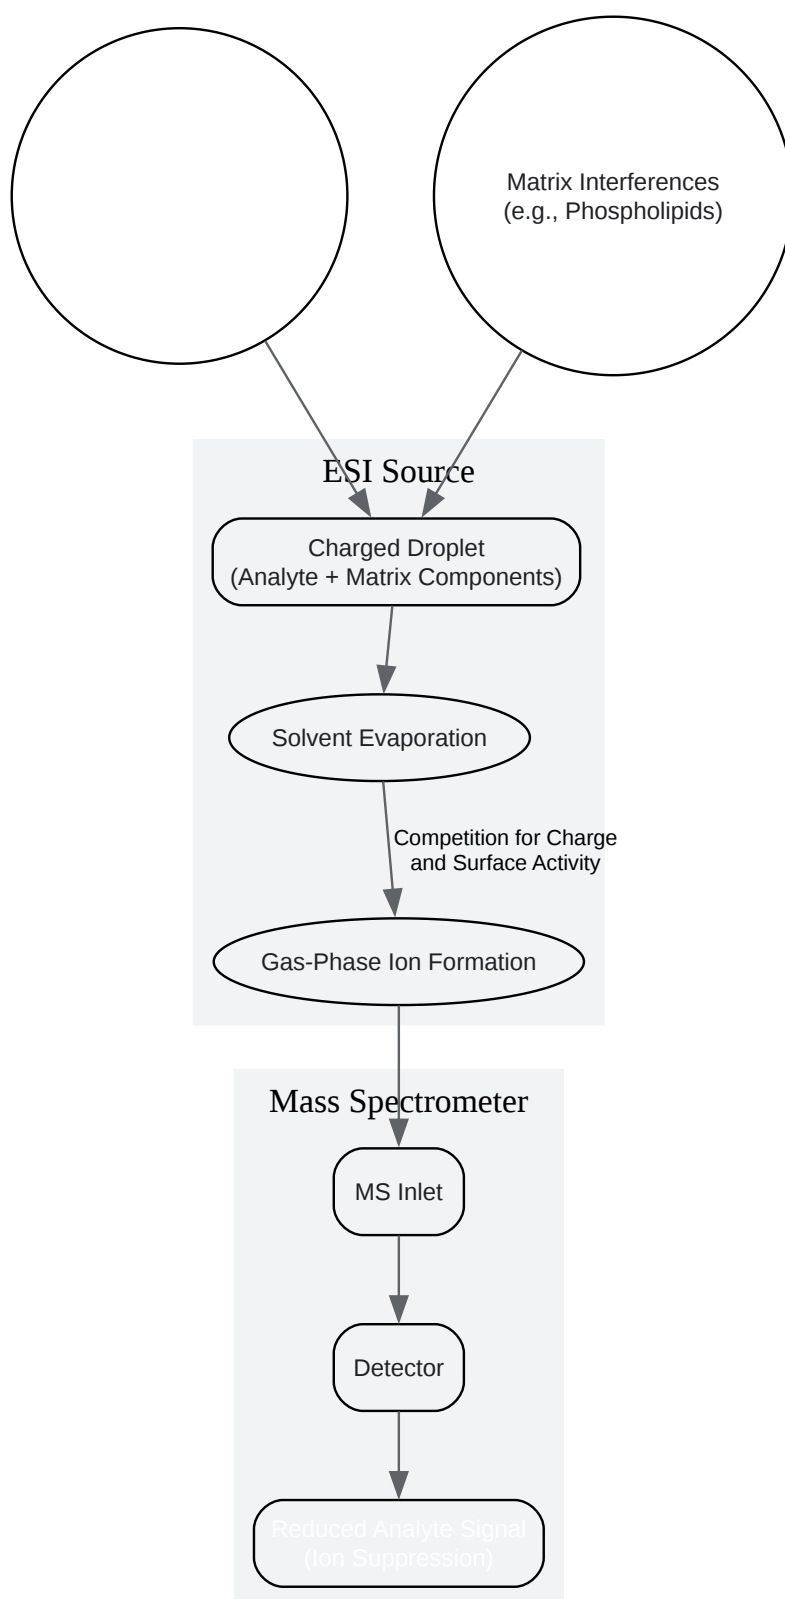 Matrix Interferences
(e.g., Phospholipids)
ESI Source
Charged Droplet
(Analyte + Matrix Components)
Solvent Evaporation
Competition for Charge
and Surface Activity
Gas-Phase Ion Formation
Mass Spectrometer
MS Inlet
Detector
Reduced Analyte Signal
(Ion Suppression)